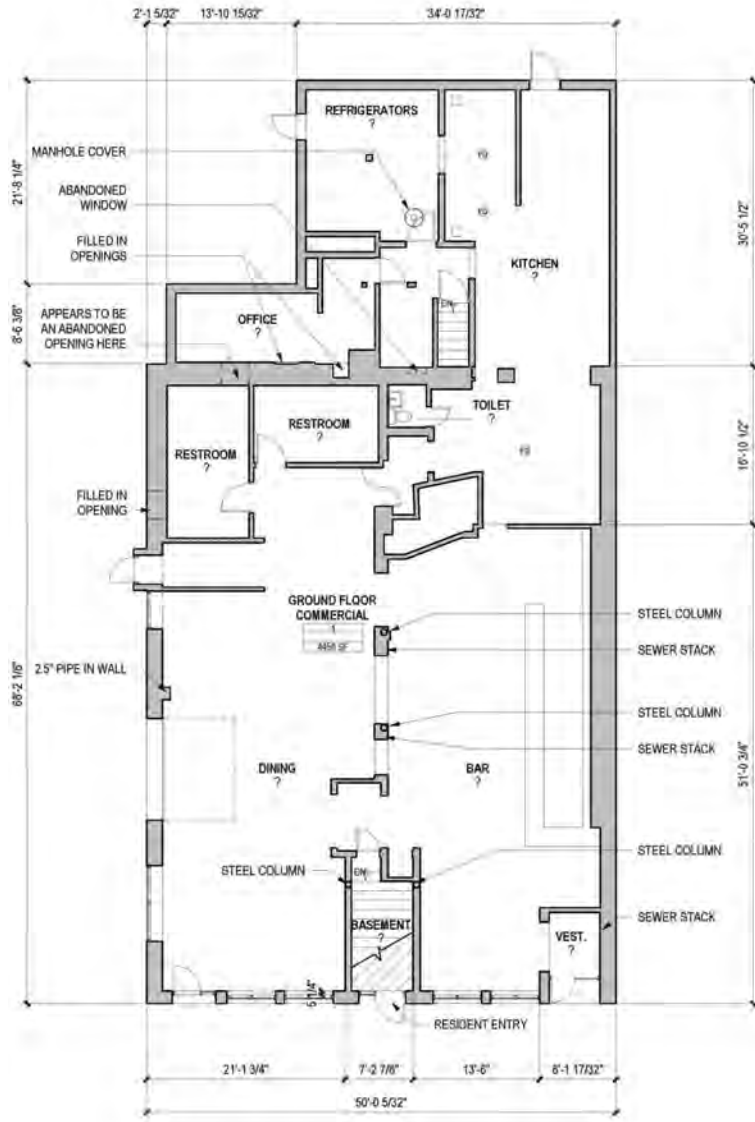 2'-1 5/32"
13'-10 15/32"
34'-0 17/32"
REFRIGERATORS
?
MANHOLE COVER
21'-8 1/4"
ABANDONED
WINDOW
FILLED IN
OPENINGS
KITCHEN
?
30'-5 1/2"
8'-6 3/8"
APPEARS TO BE
AN ABANDONED
OPENING HERE
OFFICE
?
DN
TOILET
?
RESTROOM
?
RESTROOM
?
16'-10 1/2"
FILLED IN
OPENING
GROUND FLOOR
COMMERCIAL
1
STEEL COLUMN
SEWER STACK
2.5" PIPE IN WALL
68'-2 1/8"
STEEL COLUMN
SEWER STACK
DINING
?
BAR
?
51'-0 3/4"
STEEL COLUMN
DN
STEEL COLUMN
BASEMENT
?
VEST.
?
SEWER STACK
RESIDENT ENTRY
21'-1 3/4"
7'-2 7/8"
13'-6"
6'-1 17/32"
50'-0 5/32"